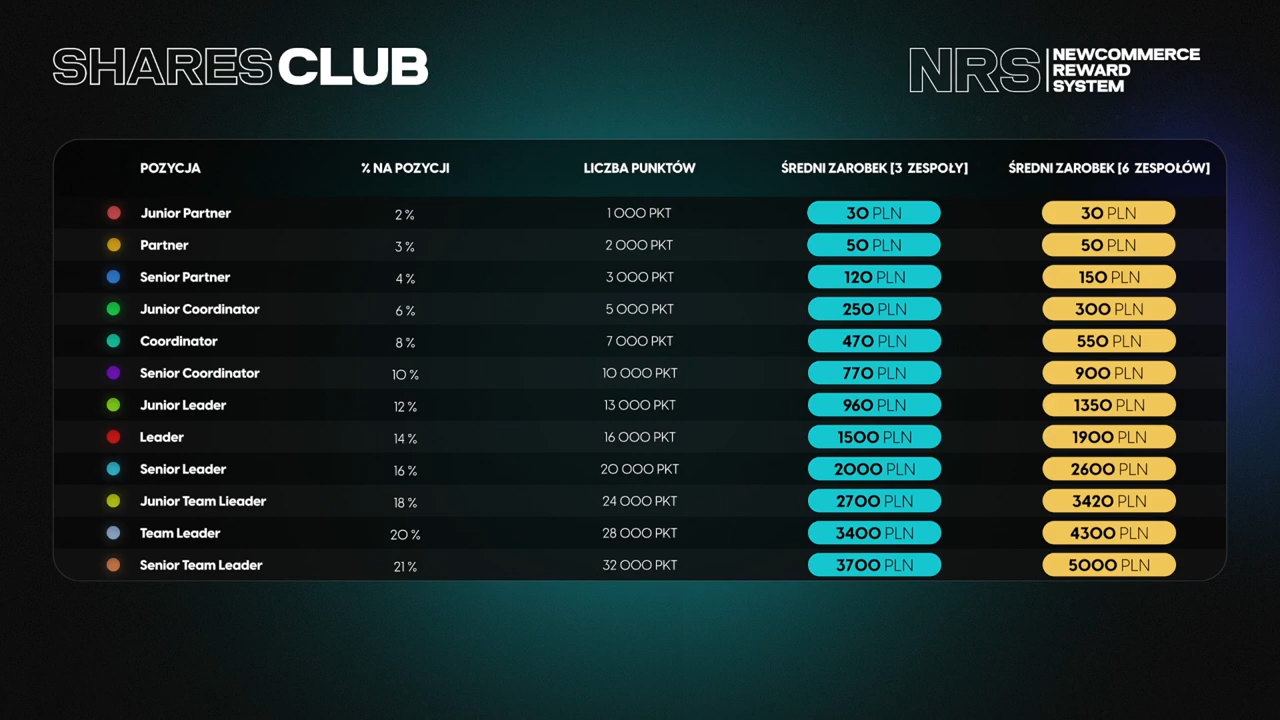 SHARES CLUB
NRS NEWCOMMERCE
REWARD
SYSTEM
POZYCJA % NA POZYCJI LICZBA PUNKTÓW ŚREDNI ZAROBEK [3 ZESPOŁY] ŚREDNI ZAROBEK [6 ZESPOŁÓW]
Junior Partner 2 % 1 000 PKT 30 PLN 30 PLN
Partner 3 % 2 000 PKT 50 PLN 50 PLN
Senior Partner 4 % 3 000 PKT 120 PLN 150 PLN
Junior Coordinator 6 % 5 000 PKT 250 PLN 300 PLN
Coordinator 8 % 7 000 PKT 470 PLN 550 PLN
Senior Coordinator 10 % 10 000 PKT 770 PLN 900 PLN
Junior Leader 12 % 13 000 PKT 960 PLN 1350 PLN
Leader 14 % 16 000 PKT 1500 PLN 1900 PLN
Senior Leader 16 % 20 000 PKT 2000 PLN 2600 PLN
Junior Team Lieader 18 % 24 000 PKT 2700 PLN 3420 PLN
Team Leader 20 % 28 000 PKT 3400 PLN 4300 PLN
Senior Team Leader 21 % 32 000 PKT 3700 PLN 5000 PLN